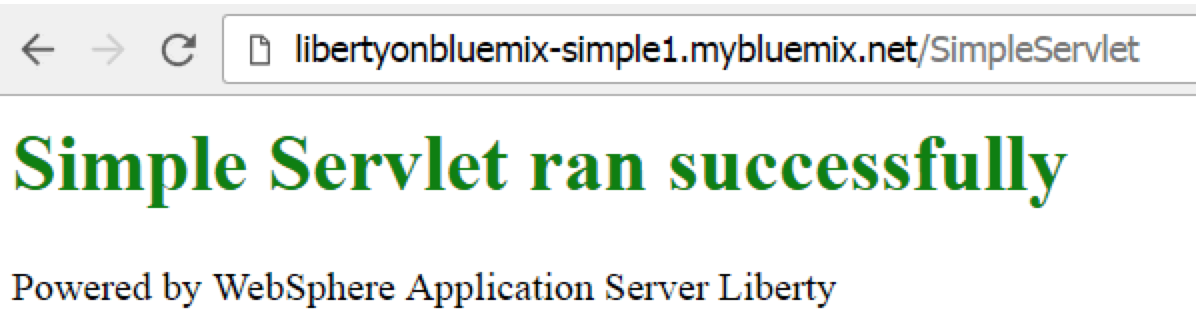 libertyonbluemix-simple1.mybluemix.net/SimpleServlet
Simple Servlet ran successfully
Powered by WebSphere Application Server Liberty